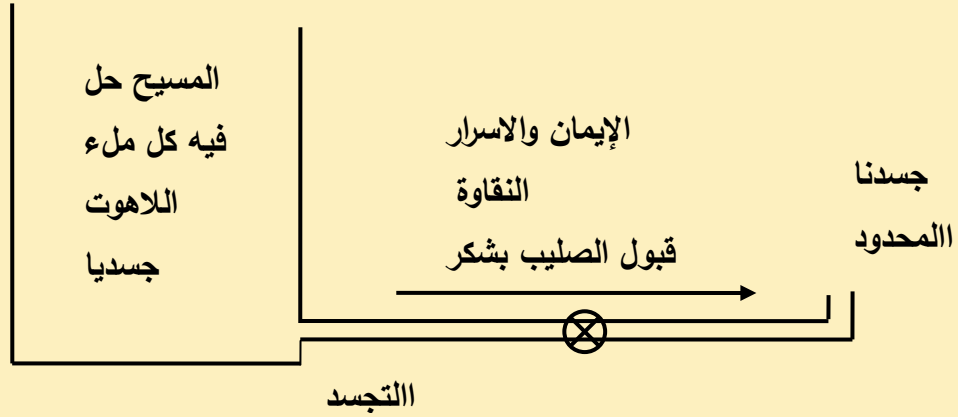 المسيح حل
فيه كل ملء
اللاهوت
جسديا
الإيمان والاسرار
النقاوة
قبول الصليب بشكر
جسدنا
االمحدود
االتجسد